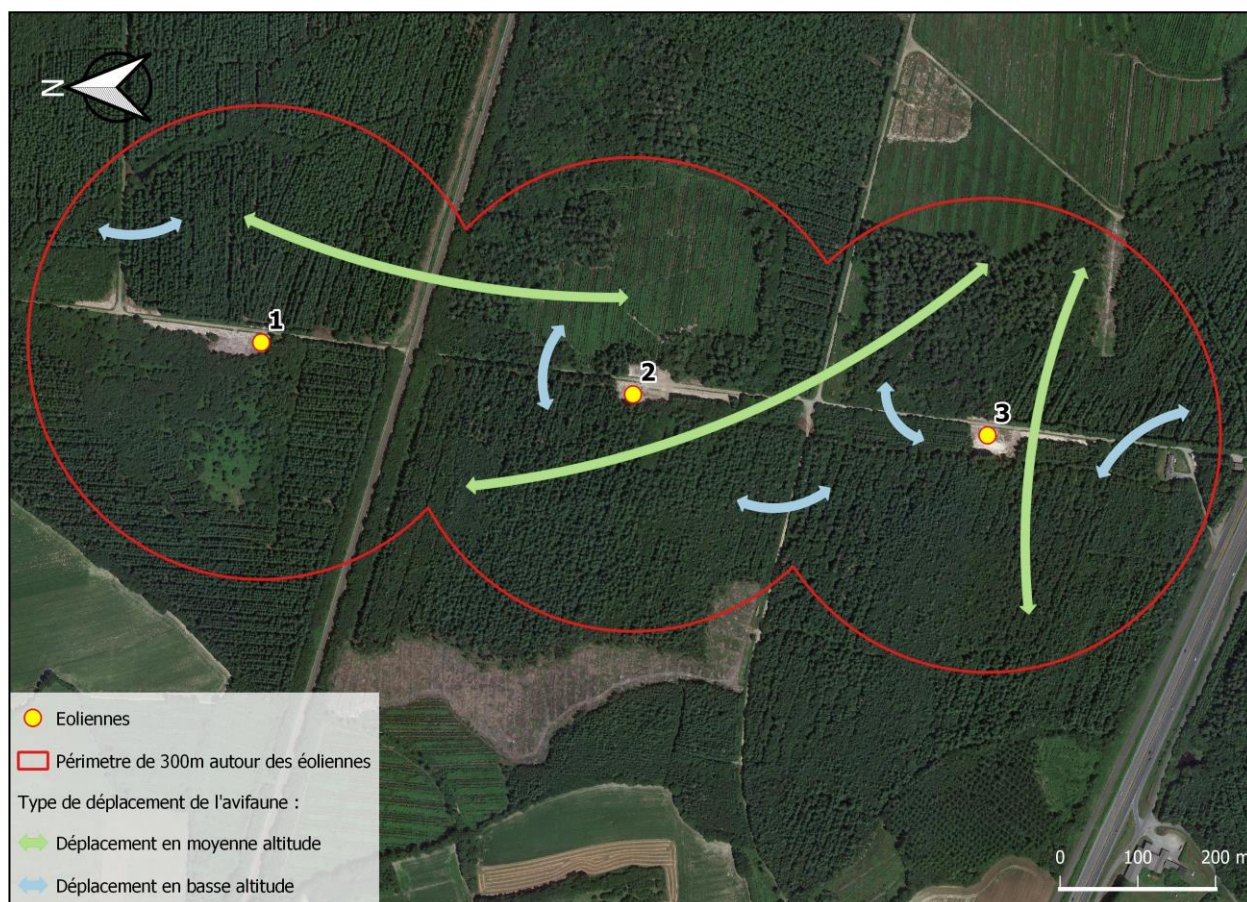 N
1
2
3
Eoliennes
Périmetre de 300m autour des éoliennes
Type de déplacement de l'avifaune :
Déplacement en moyenne altitude
Déplacement en basse altitude
0 100 200 m